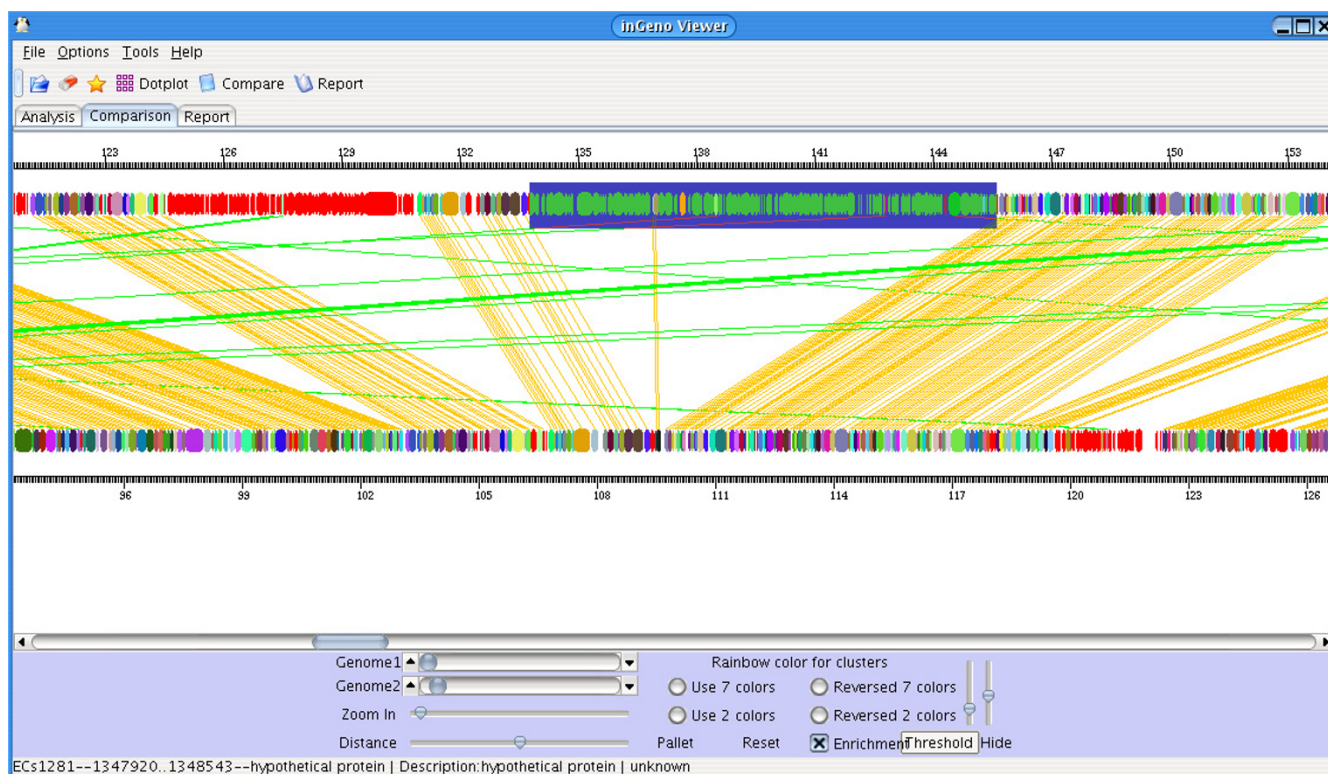 inGeno Viewer
File Options Tools Help
Dotplot Compare Report
Analysis Comparison Report
123 126 129 132 135 138 141 144 147 150 153
96 99 102 105 108 111 114 117 120 123 126
Genome1 Rainbow color for clusters
Genome2 Use 7 colors Reversed 7 colors
Zoom In Use 2 colors Reversed 2 colors
Distance Pallet Reset Enrichment Threshold Hide
ECs1281--1347920..1348543--hypothetical protein | Description:hypothetical protein | unknown